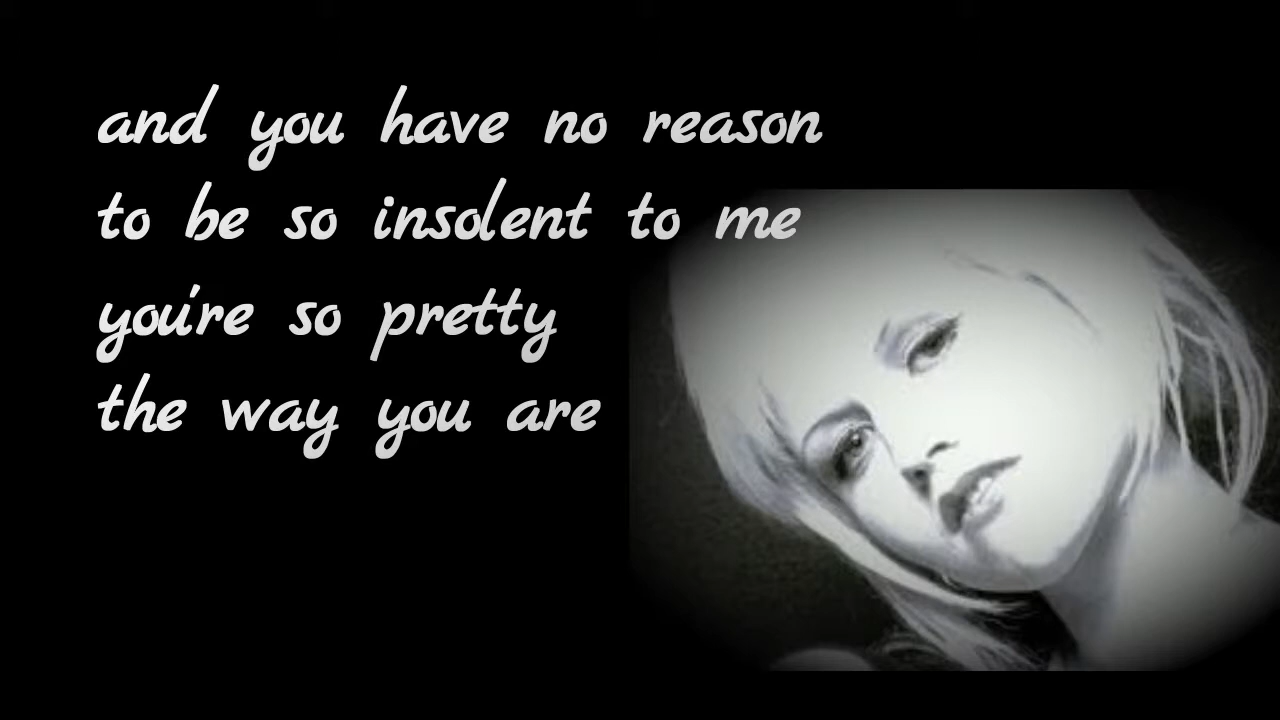 and you have no reason
to be so insolent to me
you're so pretty
the way you are